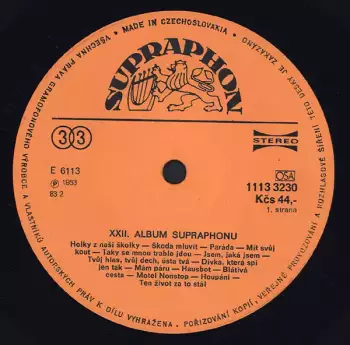 MADE IN CZECHOSLOVAKIA • VŠECHNA PRÁVA GRAMOFONOVÉHO VÝROBCE A VLASTNÍKŮ AUTORSKÝCH PRÁV K DÍLU VYHRAŽENA. POŘIZOVÁNÍ KOPIÍ, VEŘEJNÉ PROVOZOVÁNÍ A ROZHLASOVÉ ŠÍŘENÍ TÉTO DESKY JE ZAKÁZÁNO
SUPRAPHON
33
STEREO
E 6113
OSA
℗ 1983
1113 3230
83 2
Kčs 44,-
1. strana
XXII. ALBUM SUPRAPHONU
Holky z naší školky — Škoda mluvit — Paráda — Mít svůj
kout — Taky se mnou trable jdou — Jsem, jaká jsem —
Tvůj hlas, tvůj dech, ústa tvá — Dívka, která spí
jen tak — Mám páru — Hausbót — Blátivá
cesta — Motel Nonstop — Houpání —
Ten život za to stál